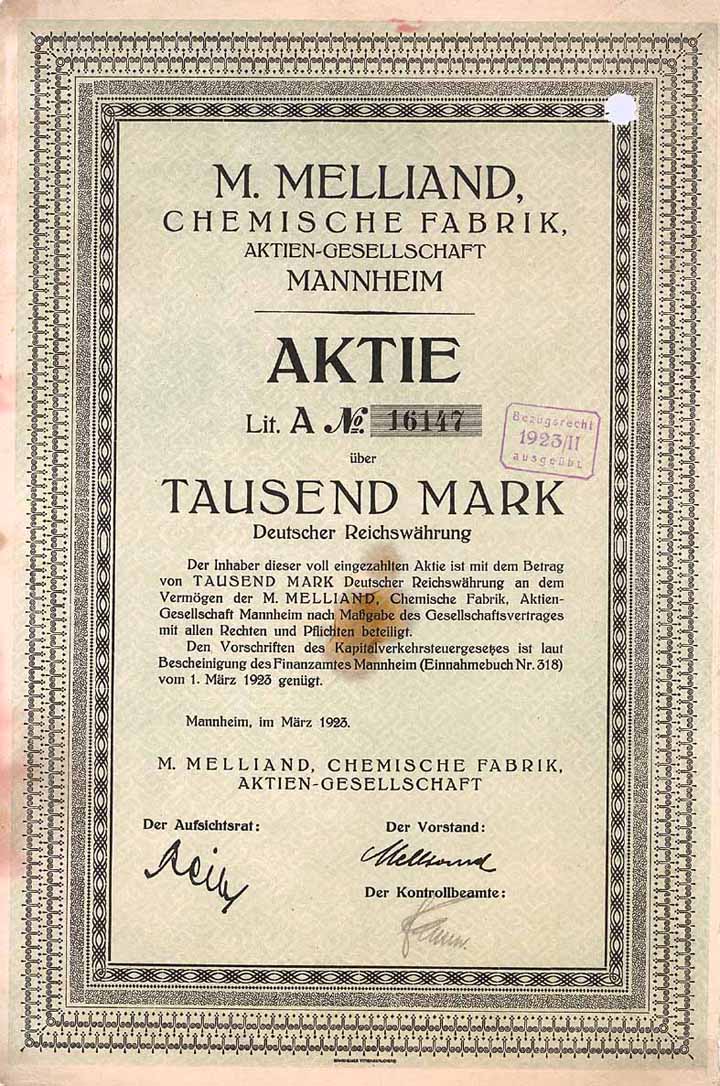 M. MELLIAND,
CHEMISCHE FABRIK,
AKTIEN-GESELLSCHAFT
MANNHEIM
AKTIE
Lit. A No. 16147
Bezugsrecht
1923/II
ausgeübt.
über
TAUSEND MARK
Deutscher Reichswährung
Der Inhaber dieser voll eingezahlten Aktie ist mit dem Betrag
von TAUSEND MARK Deutscher Reichswährung an dem
Vermögen der M. MELLIAND, Chemische Fabrik, Aktien-
Gesellschaft Mannheim nach Maßgabe des Gesellschaftsvertrages
mit allen Rechten und Pflichten beteiligt.
Den Vorschriften des Kapitalverkehrsteuergesetzes ist laut
Bescheinigung des Finanzamtes Mannheim (Einnahmebuch Nr. 318)
vom 1. März 1923 genügt.
Mannheim, im März 1923.
M. MELLIAND, CHEMISCHE FABRIK,
AKTIEN-GESELLSCHAFT
Der Aufsichtsrat:
Der Vorstand:
Melliand
Der Kontrollbeamte: